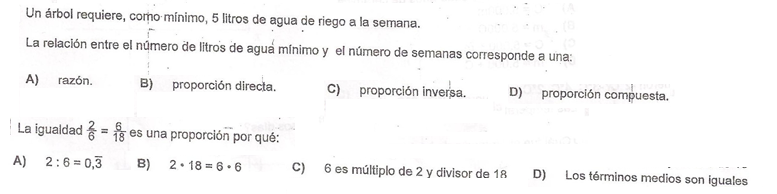 Un árbol requiere, como mínimo, 5 litros de agua de riego a la semana.
La relación entre el número de litros de agua mínimo y el número de semanas corresponde a una:
A) razón. B) proporción directa. C) proporción inversa. D) proporción compuesta.
La igualdad 2/6 = 6/18 es una proporción por qué:
A) 2 : 6 = 0,3̅ B) 2 • 18 = 6 • 6 C) 6 es múltiplo de 2 y divisor de 18 D) Los términos medios son iguales